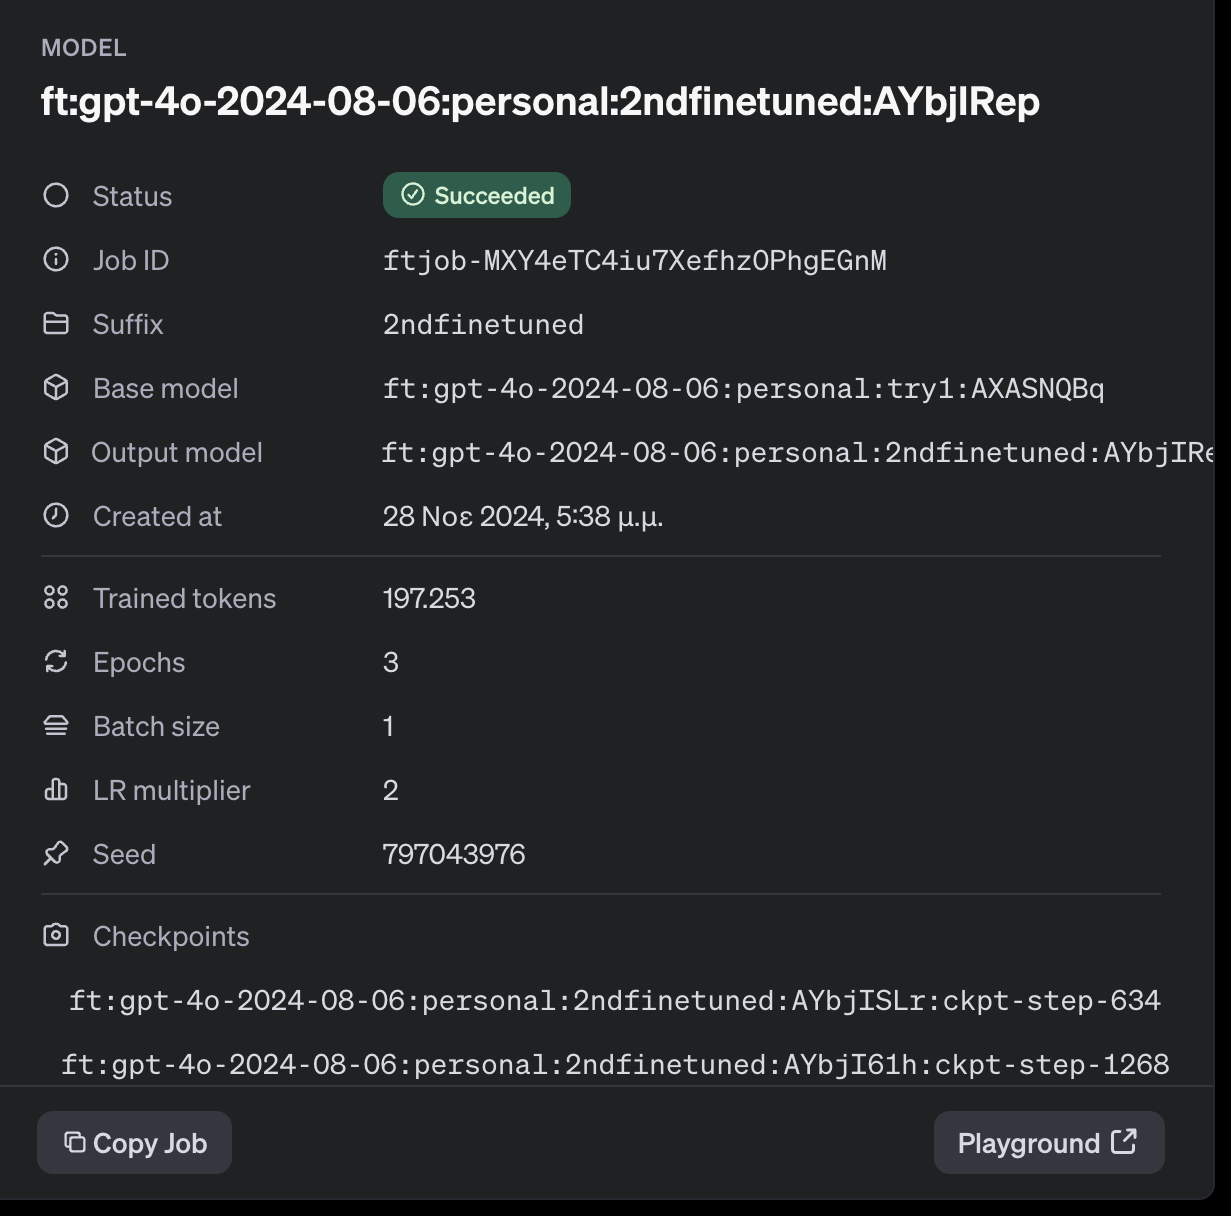 MODEL
ft:gpt-4o-2024-08-06:personal:2ndfinetuned:AYbjIRep
Status Succeeded
Job ID ftjob-MXY4eTC4iu7XefhzOPhgEGnM
Suffix 2ndfinetuned
Base model ft:gpt-4o-2024-08-06:personal:try1:AXASNQBq
Output model ft:gpt-4o-2024-08-06:personal:2ndfinetuned:AYbjIRe
Created at 28 Νοε 2024, 5:38 μ.μ.
Trained tokens 197.253
Epochs 3
Batch size 1
LR multiplier 2
Seed 797043976
Checkpoints
ft:gpt-4o-2024-08-06:personal:2ndfinetuned:AYbjISLr:ckpt-step-634
ft:gpt-4o-2024-08-06:personal:2ndfinetuned:AYbjI61h:ckpt-step-1268
Copy Job Playground